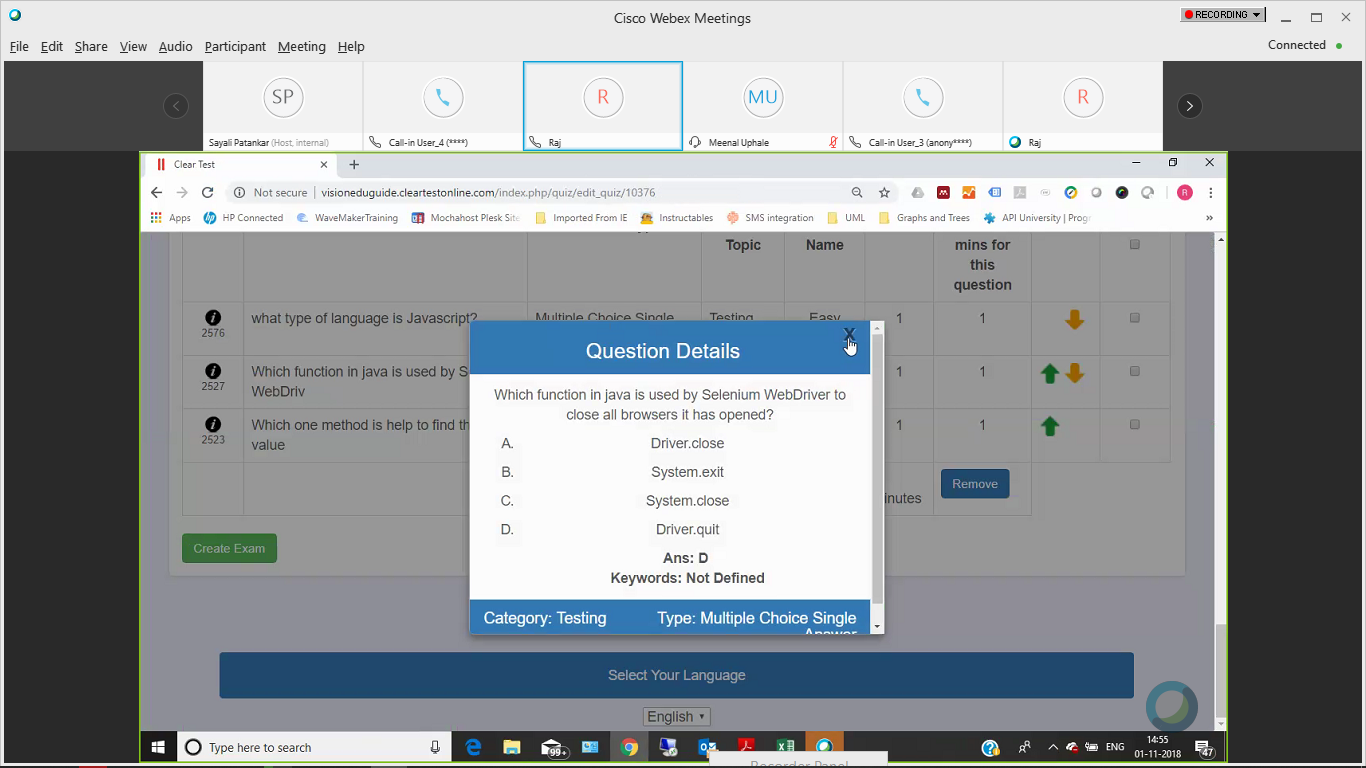 Cisco Webex Meetings
RECORDING
File Edit Share View Audio Participant Meeting Help
Connected
SP
R
MU
R
Sayali Patankar (Host, internal)
Call-in User_4 (****)
Raj
Meenal Uphale
Call-in User_3 (anony****)
Raj
Clear Test
Not secure | visioneduguide.cleartestonline.com/index.php/quiz/edit_quiz/10376
R
Apps HP Connected WaveMakerTraining Mochahost Plesk Site Imported From IE Instructables SMS integration UML Graphs and Trees API University | Prog
Topic
Name
mins for
this
question
2576 what type of language is Javascript? Multiple Choice Single Testing Easy 1 1
2527 Which function in java is used by S
WebDriv
1 1
2523 Which one method is help to find th
value
1 1
inutes
Remove
Create Exam
X
Question Details
Which function in java is used by Selenium WebDriver to
close all browsers it has opened?
A. Driver.close
B. System.exit
C. System.close
D. Driver.quit
Ans: D
Keywords: Not Defined
Category: Testing Type: Multiple Choice Single
Answer
Select Your Language
English
Type here to search
99+
ENG
14:55
01-11-2018
47
Recorder Panel